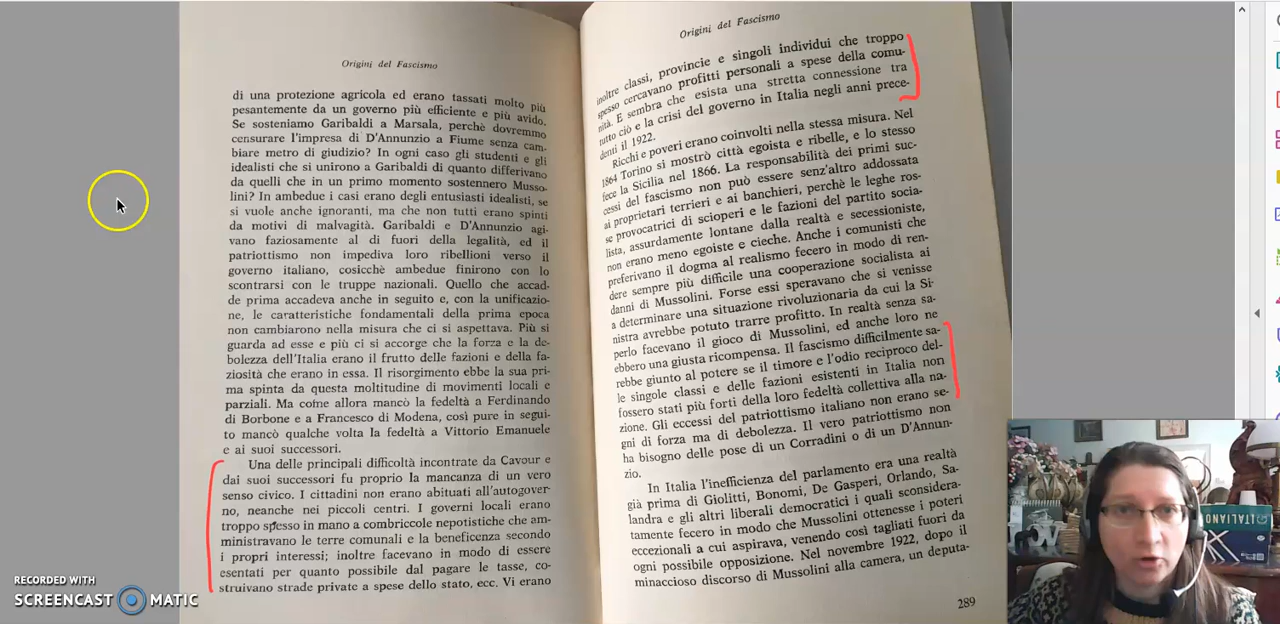 Origini del Fascismo
di una protezione agricola ed erano tassati molto più
pesantemente da un governo più efficiente e più avido.
Se sosteniamo Garibaldi a Marsala, perchè dovremmo
censurare l'impresa di D'Annunzio a Fiume senza cam-
biare metro di giudizio? In ogni caso gli studenti e gli
idealisti che si unirono a Garibaldi di quanto differivano
da quelli che in un primo momento sostennero Musso-
lini? In ambedue i casi erano degli entusiasti idealisti, se
si vuole anche ignoranti, ma che non tutti erano spinti
da motivi di malvagità. Garibaldi e D'Annunzio agi-
vano faziosamente al di fuori della legalità, ed il
patriottismo non impediva loro ribellioni verso il
governo italiano, cosicchè ambedue finirono con lo
scontrarsi con le truppe nazionali. Quello che accad-
de prima accadeva anche in seguito e, con la unificazio-
ne, le caratteristiche fondamentali della prima epoca
non cambiarono nella misura che ci si aspettava. Più si
guarda ad esse e più ci si accorge che la forza e la de-
bolezza dell'Italia erano il frutto delle fazioni e della fa-
ziosità che erano in essa. Il risorgimento ebbe la sua pri-
ma spinta da questa moltitudine di movimenti locali e
parziali. Ma come allora mancò la fedeltà a Ferdinando
di Borbone e a Francesco di Modena, così pure in segui-
to mancò qualche volta la fedeltà a Vittorio Emanuele
e ai suoi successori.
Una delle principali difficoltà incontrate da Cavour e
dai suoi successori fu proprio la mancanza di un vero
senso civico. I cittadini non erano abituati all'autogover-
no, neanche nei piccoli centri. I governi locali erano
troppo spesso in mano a combriccole nepotistiche che am-
ministravano le terre comunali e la beneficenza secondo
i propri interessi; inoltre facevano in modo di essere
esentati per quanto possibile dal pagare le tasse, co-
struivano strade private a spese dello stato, ecc. Vi erano
Origini del Fascismo
inoltre classi, provincie e singoli individui che troppo
spesso cercavano profitti personali a spese della comu-
nità. E sembra che esista una stretta connessione tra
tutto ciò e la crisi del governo in Italia negli anni prece-
denti il 1922.
Ricchi e poveri erano coinvolti nella stessa misura. Nel
1864 Torino si mostrò città egoista e ribelle, e lo stesso
fece la Sicilia nel 1866. La responsabilità dei primi suc-
cessi del fascismo non può essere senz'altro addossata
ai proprietari terrieri e ai banchieri, perchè le leghe ros-
se provocatrici di scioperi e le fazioni del partito socia-
lista, assurdamente lontane dalla realtà e secessioniste,
non erano meno egoiste e cieche. Anche i comunisti che
preferivano il dogma al realismo fecero in modo di ren-
dere sempre più difficile una cooperazione socialista ai
danni di Mussolini. Forse essi speravano che si venisse
a determinare una situazione rivoluzionaria da cui la Si-
nistra avrebbe potuto trarre profitto. In realtà senza sa-
perlo facevano il gioco di Mussolini, ed anche loro ne
ebbero una giusta ricompensa. Il fascismo difficilmente sa-
rebbe giunto al potere se il timore e l'odio reciproco del-
le singole classi e delle fazioni esistenti in Italia non
fossero stati più forti della loro fedeltà collettiva alla na-
zione. Gli eccessi del patriottismo italiano non erano se-
gni di forza ma di debolezza. Il vero patriottismo non
ha bisogno delle pose di un Corradini o di un D'Annun-
zio.
In Italia l'inefficienza del parlamento era una realtà
già prima di Giolitti, Bonomi, De Gasperi, Orlando, Sa-
landra e gli altri liberali democratici i quali sconsidera-
tamente fecero in modo che Mussolini ottenesse i poteri
eccezionali a cui aspirava, venendo così tagliati fuori da
ogni possibile opposizione. Nel novembre 1922, dopo il
minaccioso discorso di Mussolini alla camera, un deputa-
289
ITALIANO
RECORDED WITH
SCREENCAST MATIC